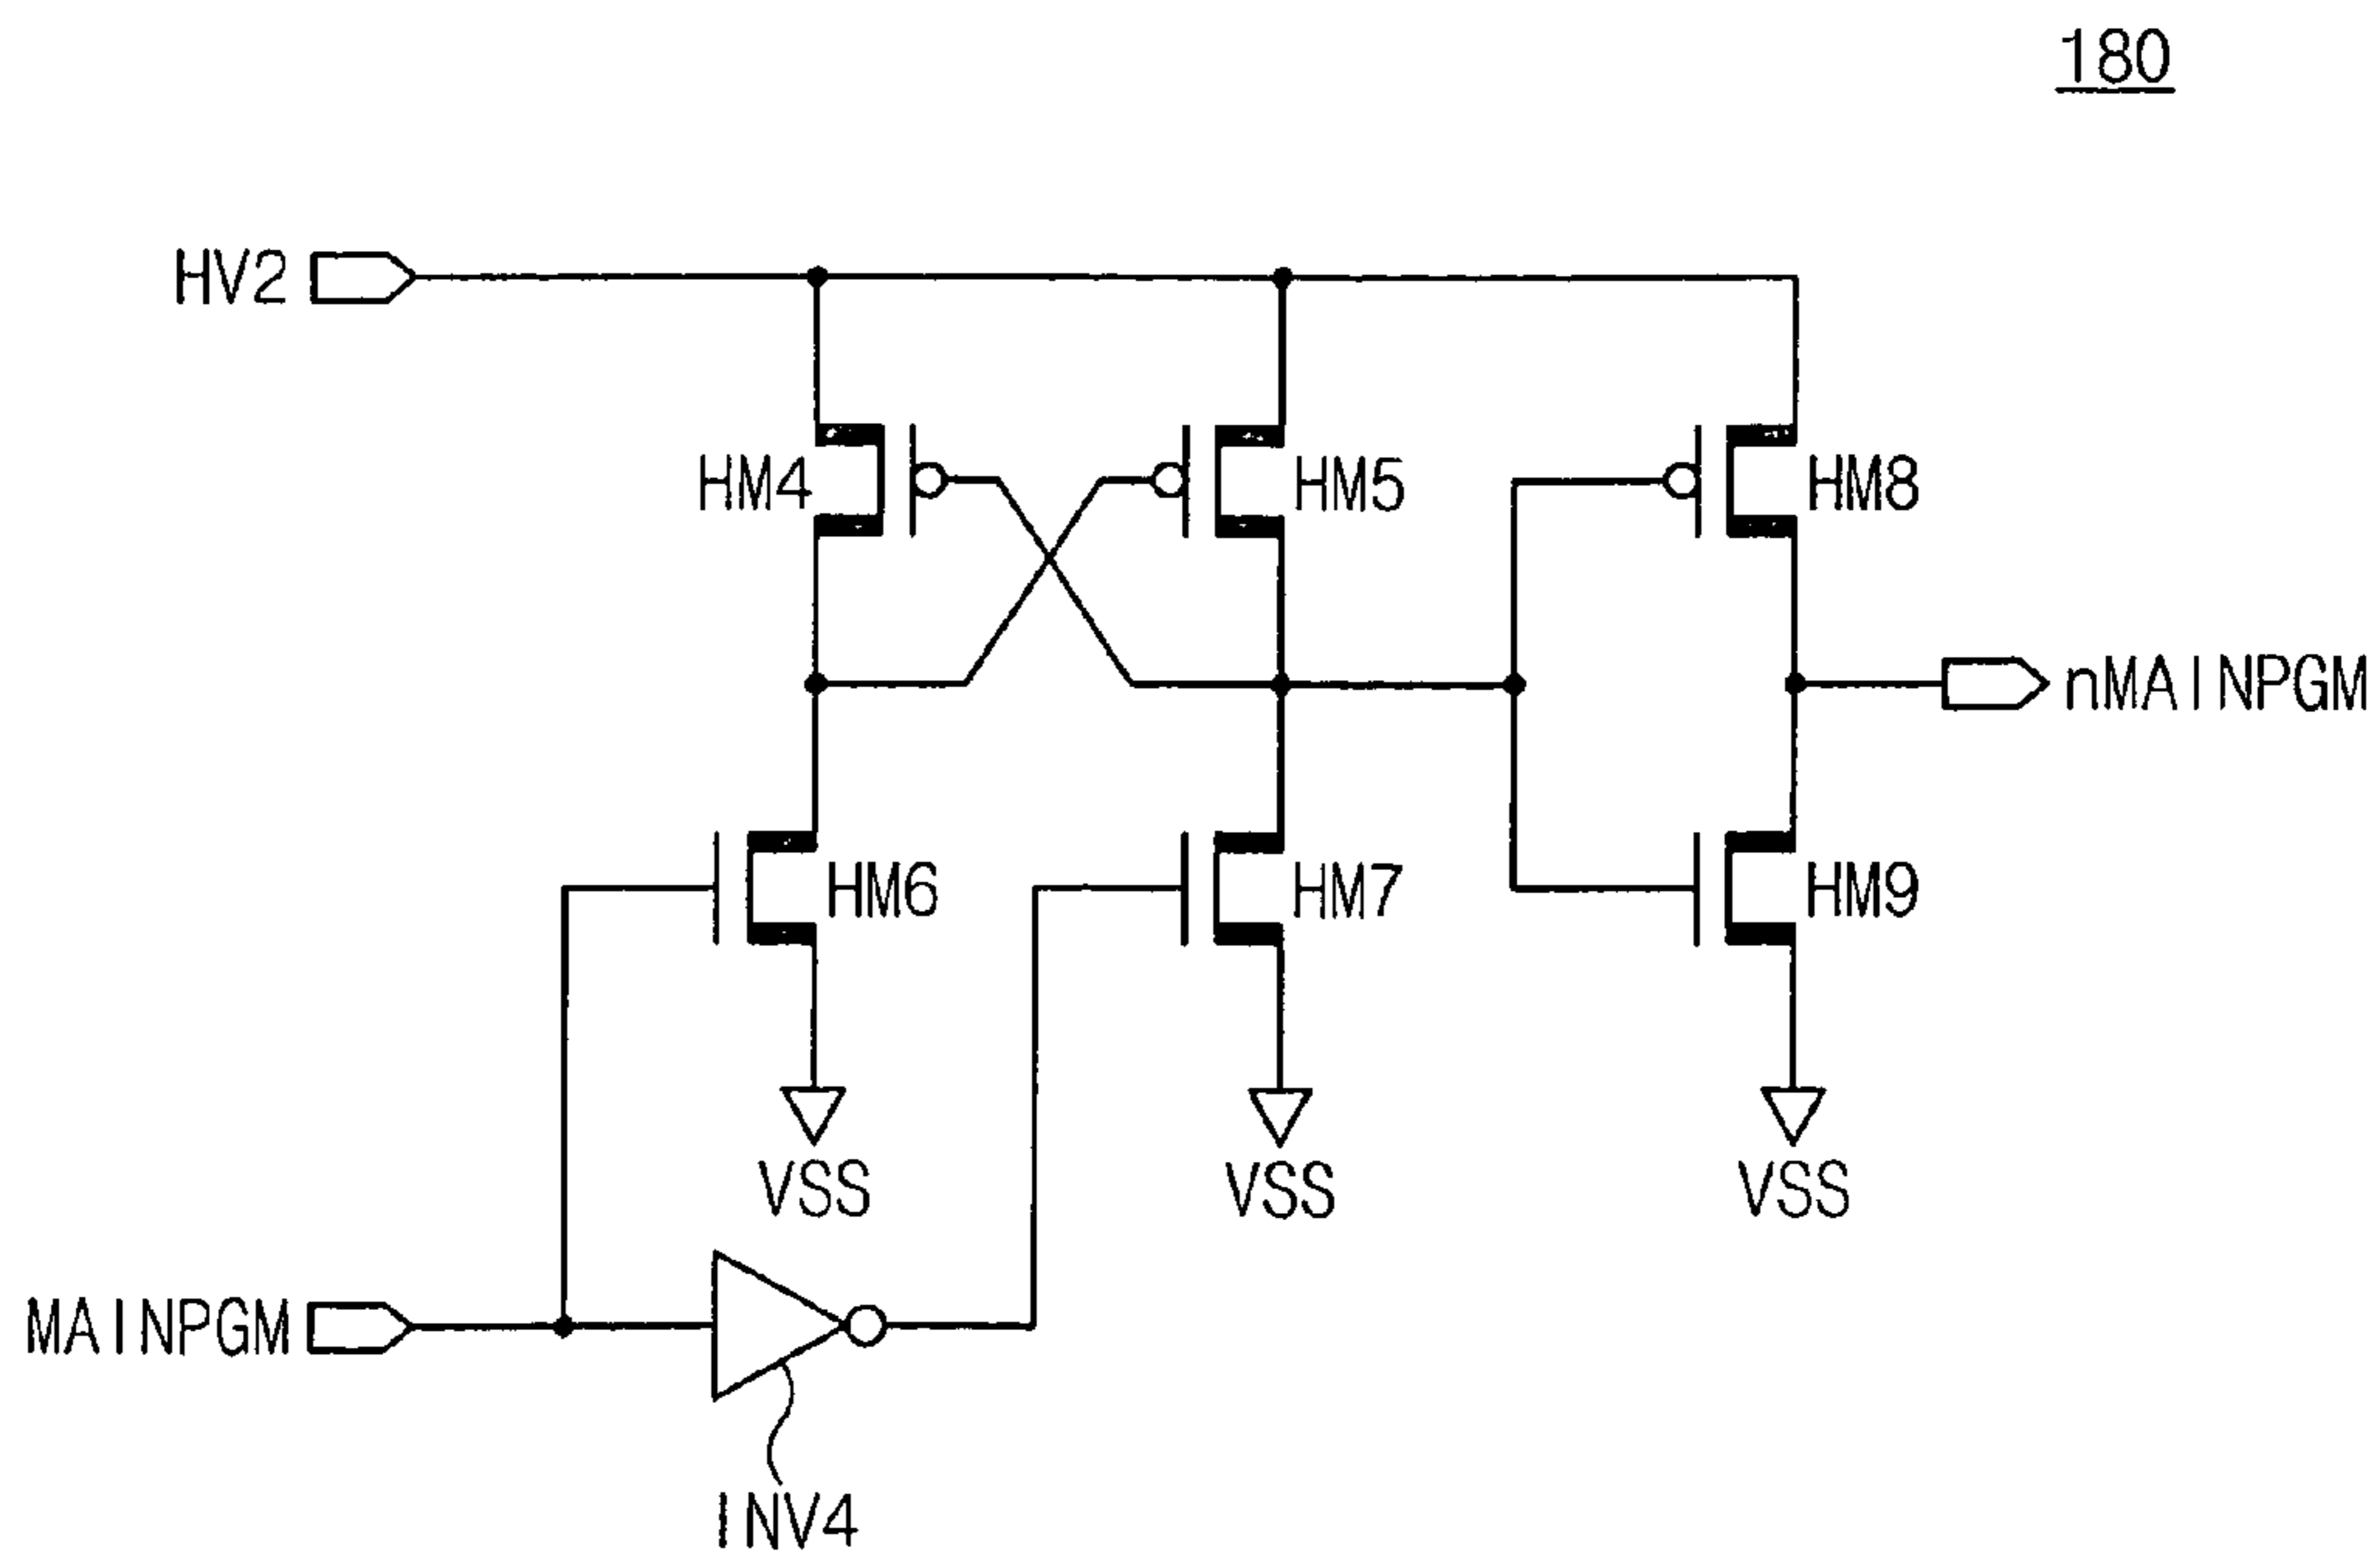 180
HV2
HM4
HM5
HM8
nMAINPGM
HM6
HM7
HM9
VSS
VSS
VSS
MAINPGM
INV4